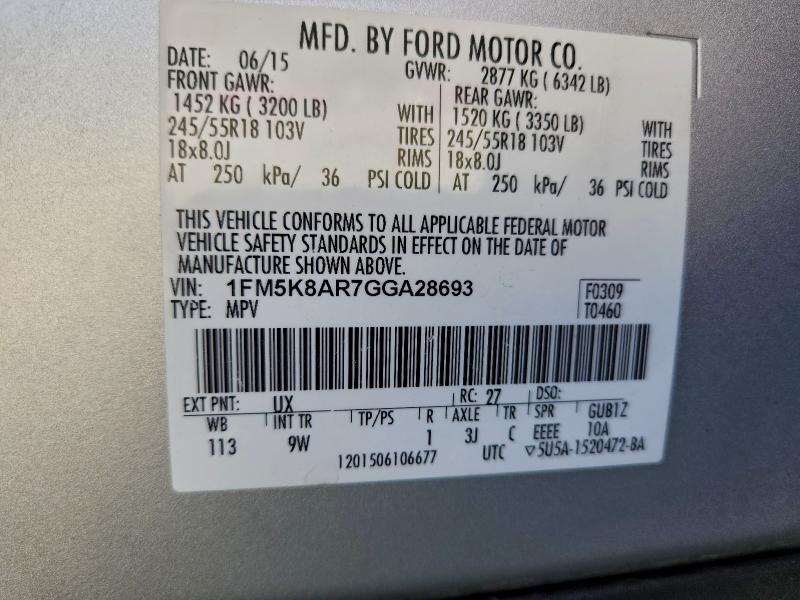 MFD. BY FORD MOTOR CO.
DATE: 06/15 GVWR: 2877 KG ( 6342 LB)
FRONT GAWR: REAR GAWR:
1452 KG ( 3200 LB) WITH 1520 KG ( 3350 LB) WITH
245/55R18 103V TIRES 245/55R18 103V TIRES
18x8.0J RIMS 18x8.0J RIMS
AT 250 kPa/ 36 PSI COLD AT 250 kPa/ 36 PSI COLD
THIS VEHICLE CONFORMS TO ALL APPLICABLE FEDERAL MOTOR
VEHICLE SAFETY STANDARDS IN EFFECT ON THE DATE OF
MANUFACTURE SHOWN ABOVE.
VIN: 1FM5K8AR7GGA28693 F0309
TYPE: MPV T0460
EXT PNT: UX RC: 27 DSO:
WB INT TR TP/PS R AXLE TR SPR GUB1Z
113 9W 1 3J C EEEE 10A
1201506106677 UTC ▽5U5A-1520472-BA